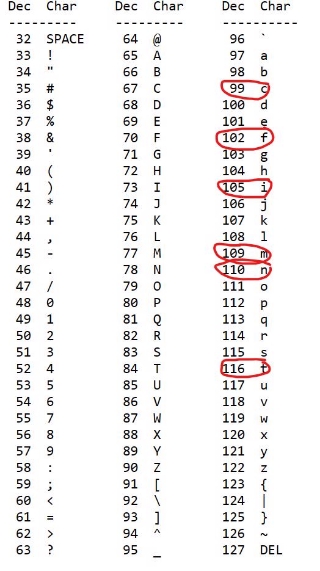 Dec Char Dec Char Dec Char
--------- --------- ----------
32 SPACE 64 @ 96 `
33 ! 65 A 97 a
34 " 66 B 98 b
35 # 67 C 99 c
36 $ 68 D 100 d
37 % 69 E 101 e
38 & 70 F 102 f
39 ' 71 G 103 g
40 ( 72 H 104 h
41 ) 73 I 105 i
42 * 74 J 106 j
43 + 75 K 107 k
44 , 76 L 108 l
45 - 77 M 109 m
46 . 78 N 110 n
47 / 79 O 111 o
48 0 80 P 112 p
49 1 81 Q 113 q
50 2 82 R 114 r
51 3 83 S 115 s
52 4 84 T 116 t
53 5 85 U 117 u
54 6 86 V 118 v
55 7 87 W 119 w
56 8 88 X 120 x
57 9 89 Y 121 y
58 : 90 Z 122 z
59 ; 91 [ 123 {
60 < 92 \ 124 |
61 = 93 ] 125 }
62 > 94 ^ 126 ~
63 ? 95 _ 127 DEL